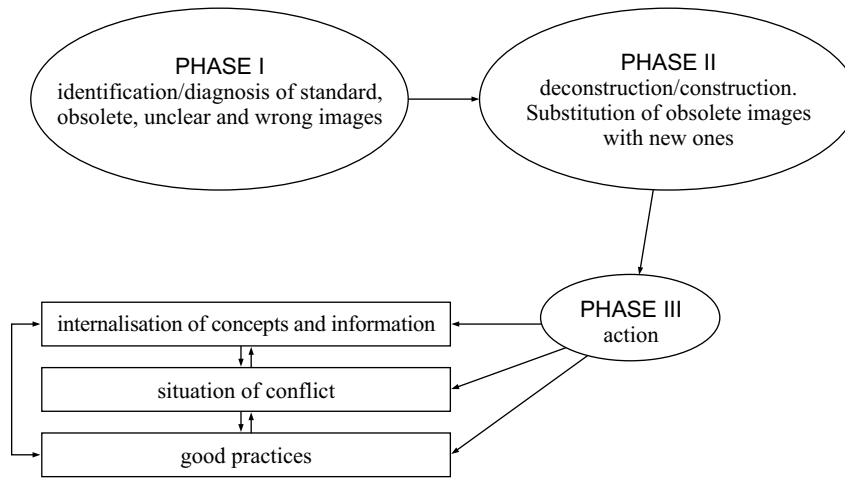 PHASE I
identification/diagnosis of standard,
obsolete, unclear and wrong images
PHASE II
deconstruction/construction.
Substitution of obsolete images
with new ones
PHASE III
action
internalisation of concepts and information
situation of conflict
good practices